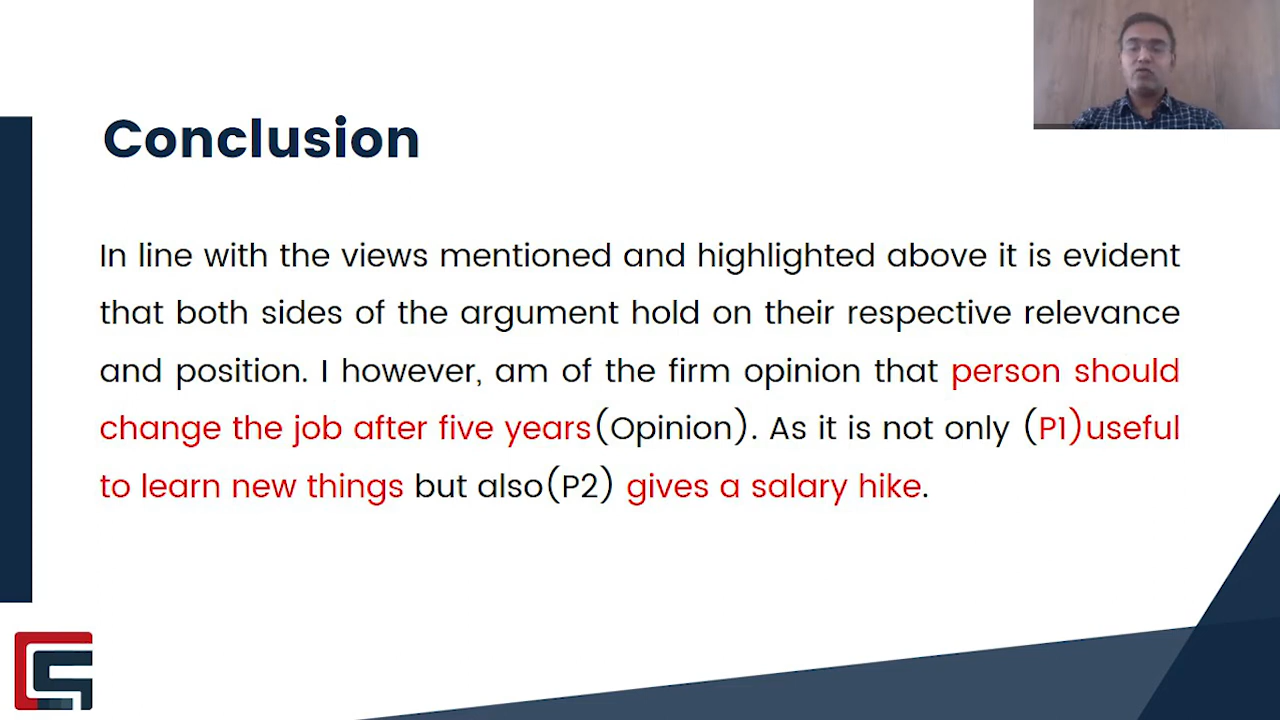 Conclusion
In line with the views mentioned and highlighted above it is evident
that both sides of the argument hold on their respective relevance
and position. I however, am of the firm opinion that person should
change the job after five years(Opinion). As it is not only (P1)useful
to learn new things but also(P2) gives a salary hike.